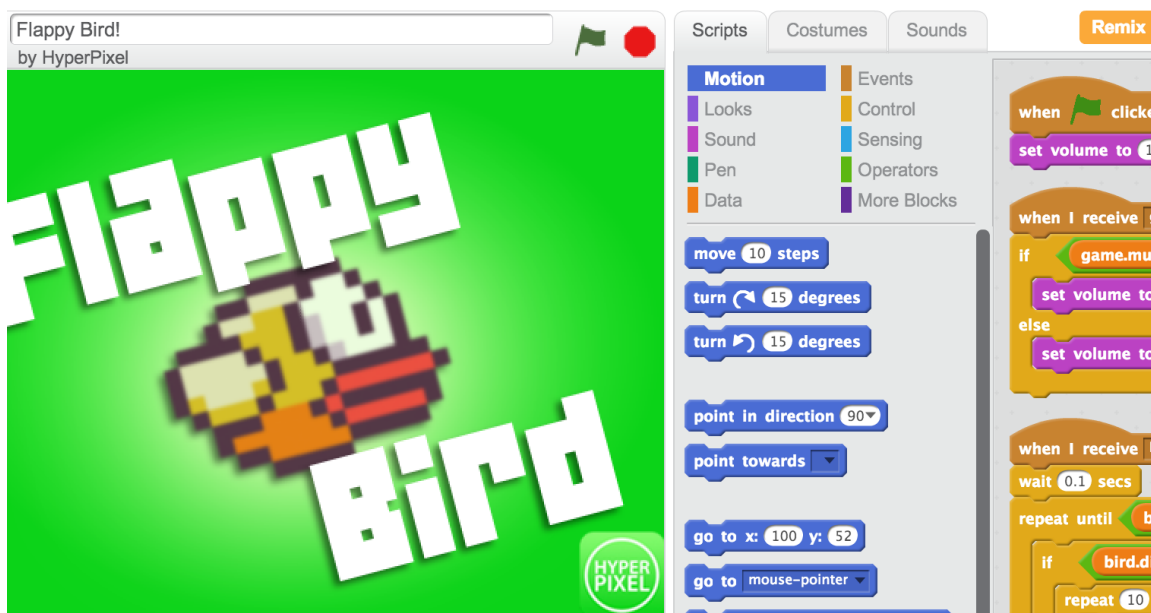 Flappy Bird!
by HyperPixel
Flappy
Bird
HYPER
PIXEL
Scripts
Costumes
Sounds
Remix
Motion
Events
Looks
Control
Sound
Sensing
Pen
Operators
Data
More Blocks
move 10 steps
turn 15 degrees
turn 15 degrees
point in direction 90
point towards
go to x: 100 y: 52
go to mouse-pointer
when
set volume to
when I receive
if
set volume to
else
set volume to
when I receive
wait 0.1 secs
repeat until
if
repeat 10